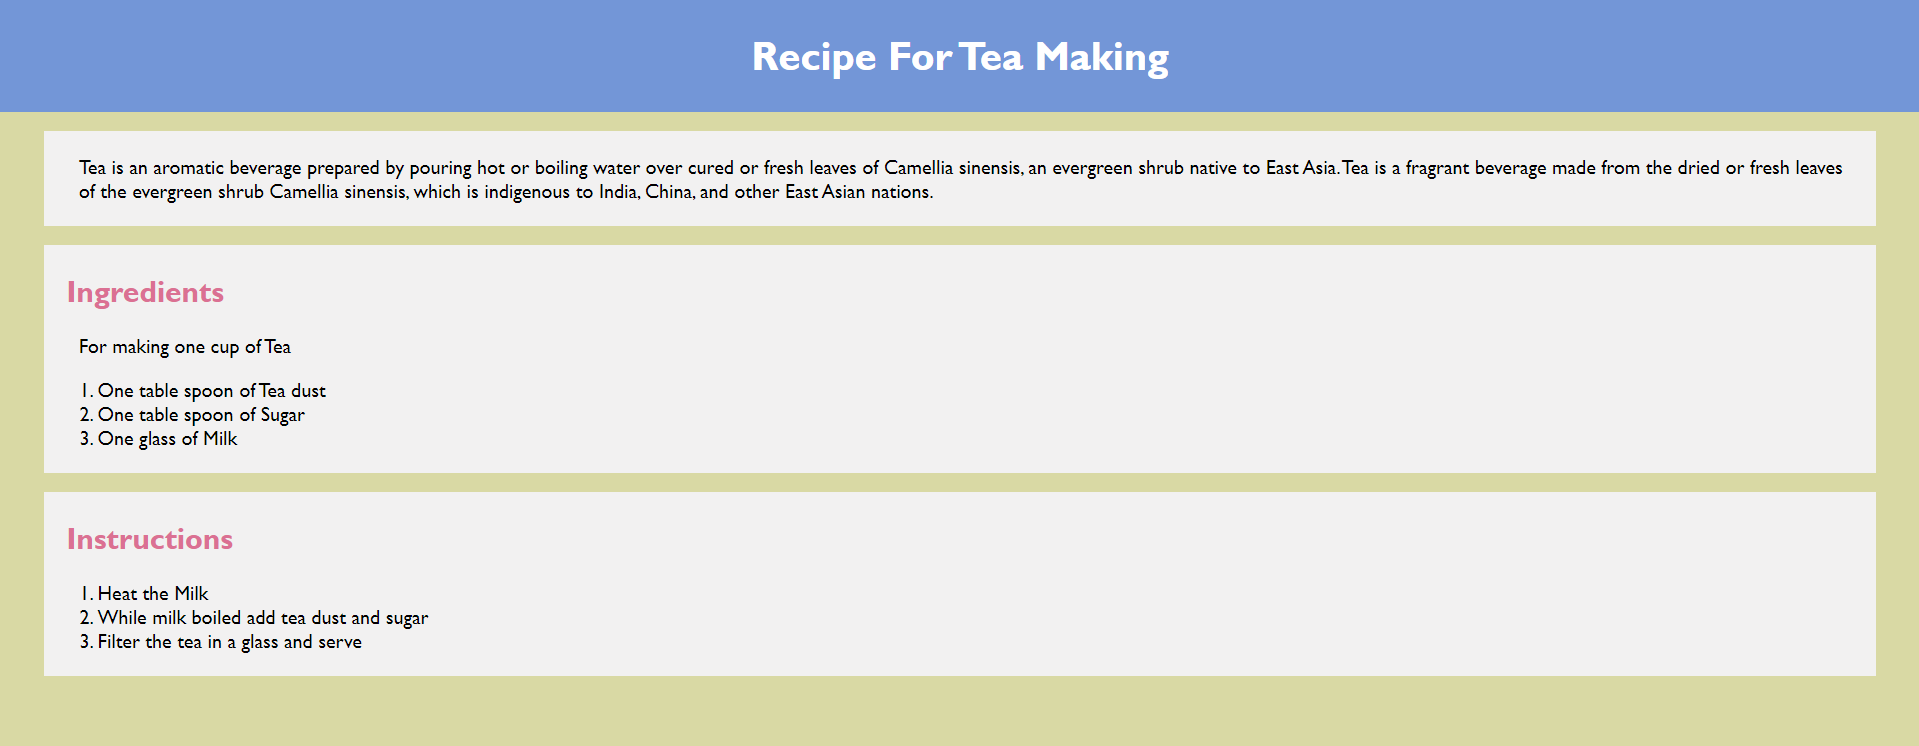 Recipe For Tea Making
Tea is an aromatic beverage prepared by pouring hot or boiling water over cured or fresh leaves of Camellia sinensis, an evergreen shrub native to East Asia. Tea is a fragrant beverage made from the dried or fresh leaves
of the evergreen shrub Camellia sinensis, which is indigenous to India, China, and other East Asian nations.
Ingredients
For making one cup of Tea
1. One table spoon of Tea dust
2. One table spoon of Sugar
3. One glass of Milk
Instructions
1. Heat the Milk
2. While milk boiled add tea dust and sugar
3. Filter the tea in a glass and serve